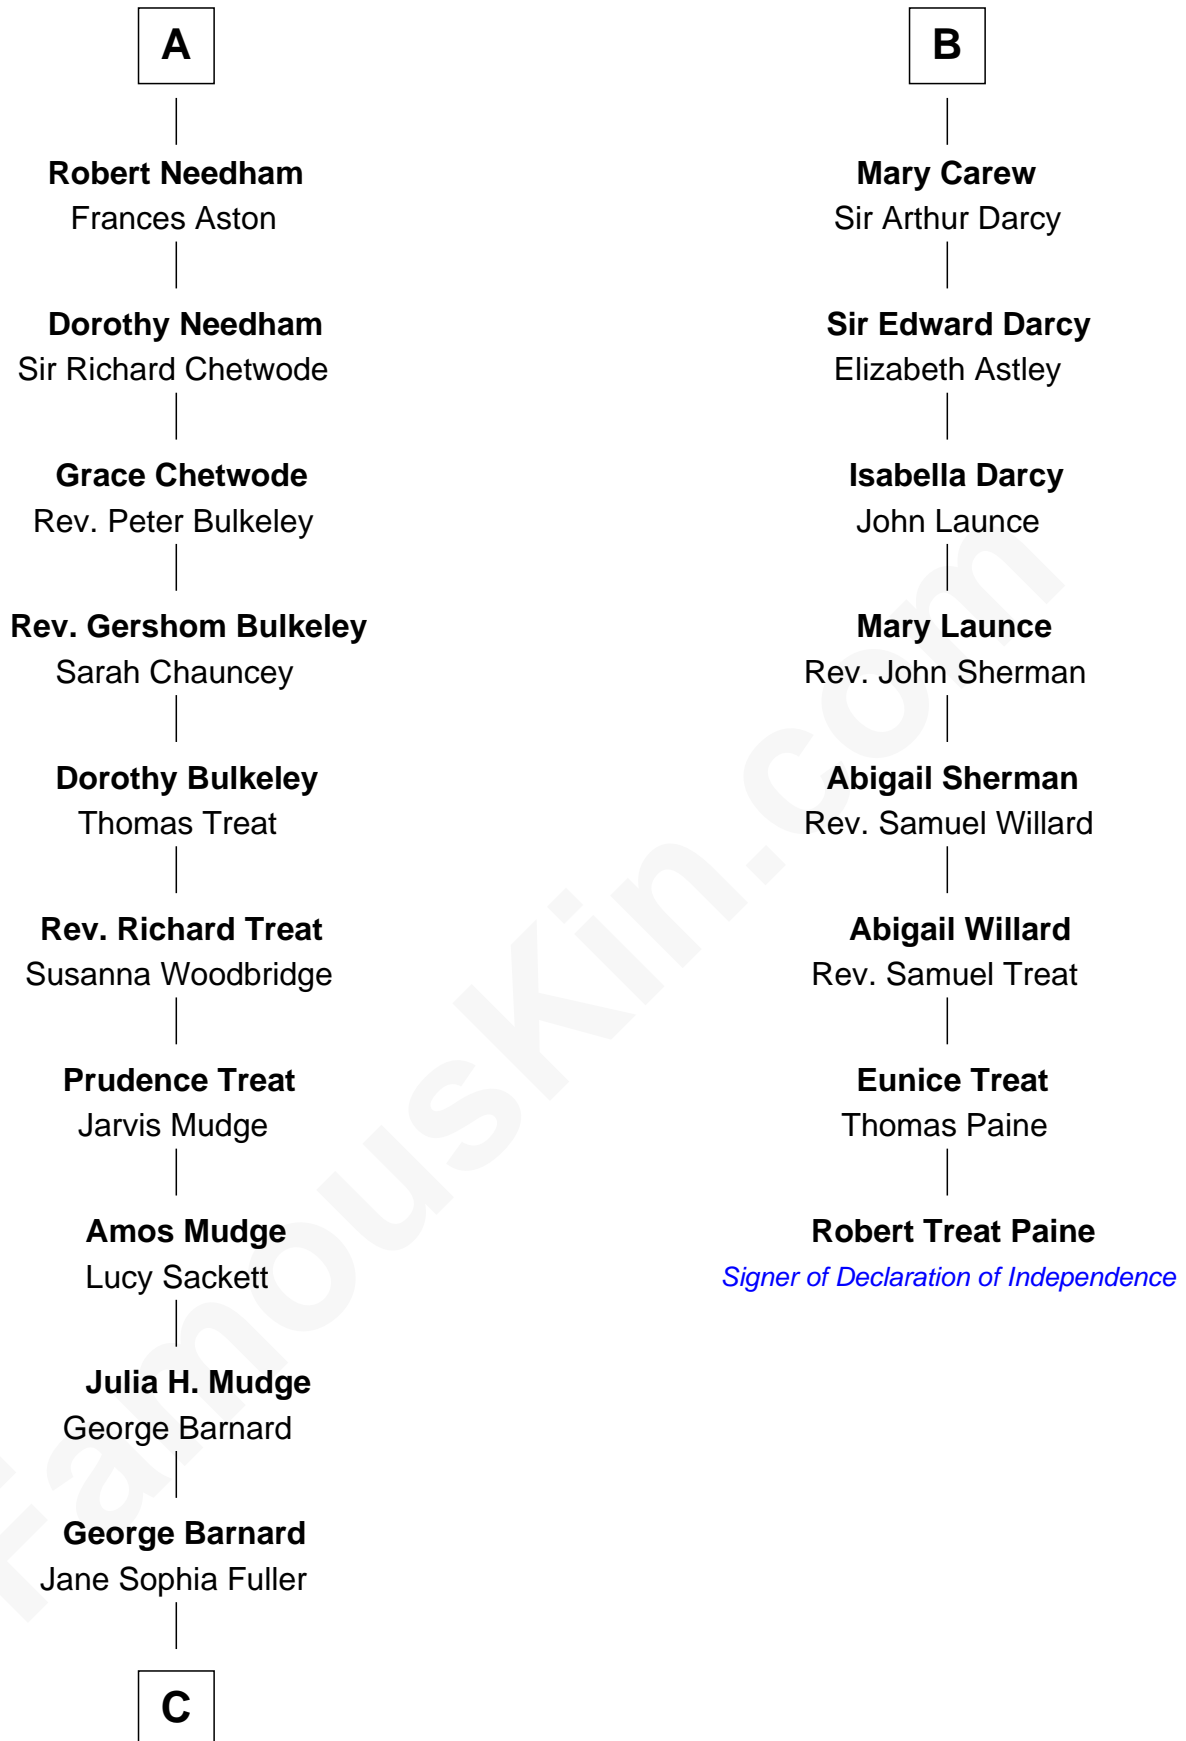 A
Robert Needham
Frances Aston
Dorothy Needham
Sir Richard Chetwode
Grace Chetwode
Rev. Peter Bulkeley
Rev. Gershom Bulkeley
Sarah Chauncey
Dorothy Bulkeley
Thomas Treat
Rev. Richard Treat
Susanna Woodbridge
Prudence Treat
Jarvis Mudge
Amos Mudge
Lucy Sackett
Julia H. Mudge
George Barnard
George Barnard
Jane Sophia Fuller
C
B
Mary Carew
Sir Arthur Darcy
Sir Edward Darcy
Elizabeth Astley
Isabella Darcy
John Launce
Mary Launce
Rev. John Sherman
Abigail Sherman
Rev. Samuel Willard
Abigail Willard
Rev. Samuel Treat
Eunice Treat
Thomas Paine
Robert Treat Paine
Signer of Declaration of Independence
FamousKin.com